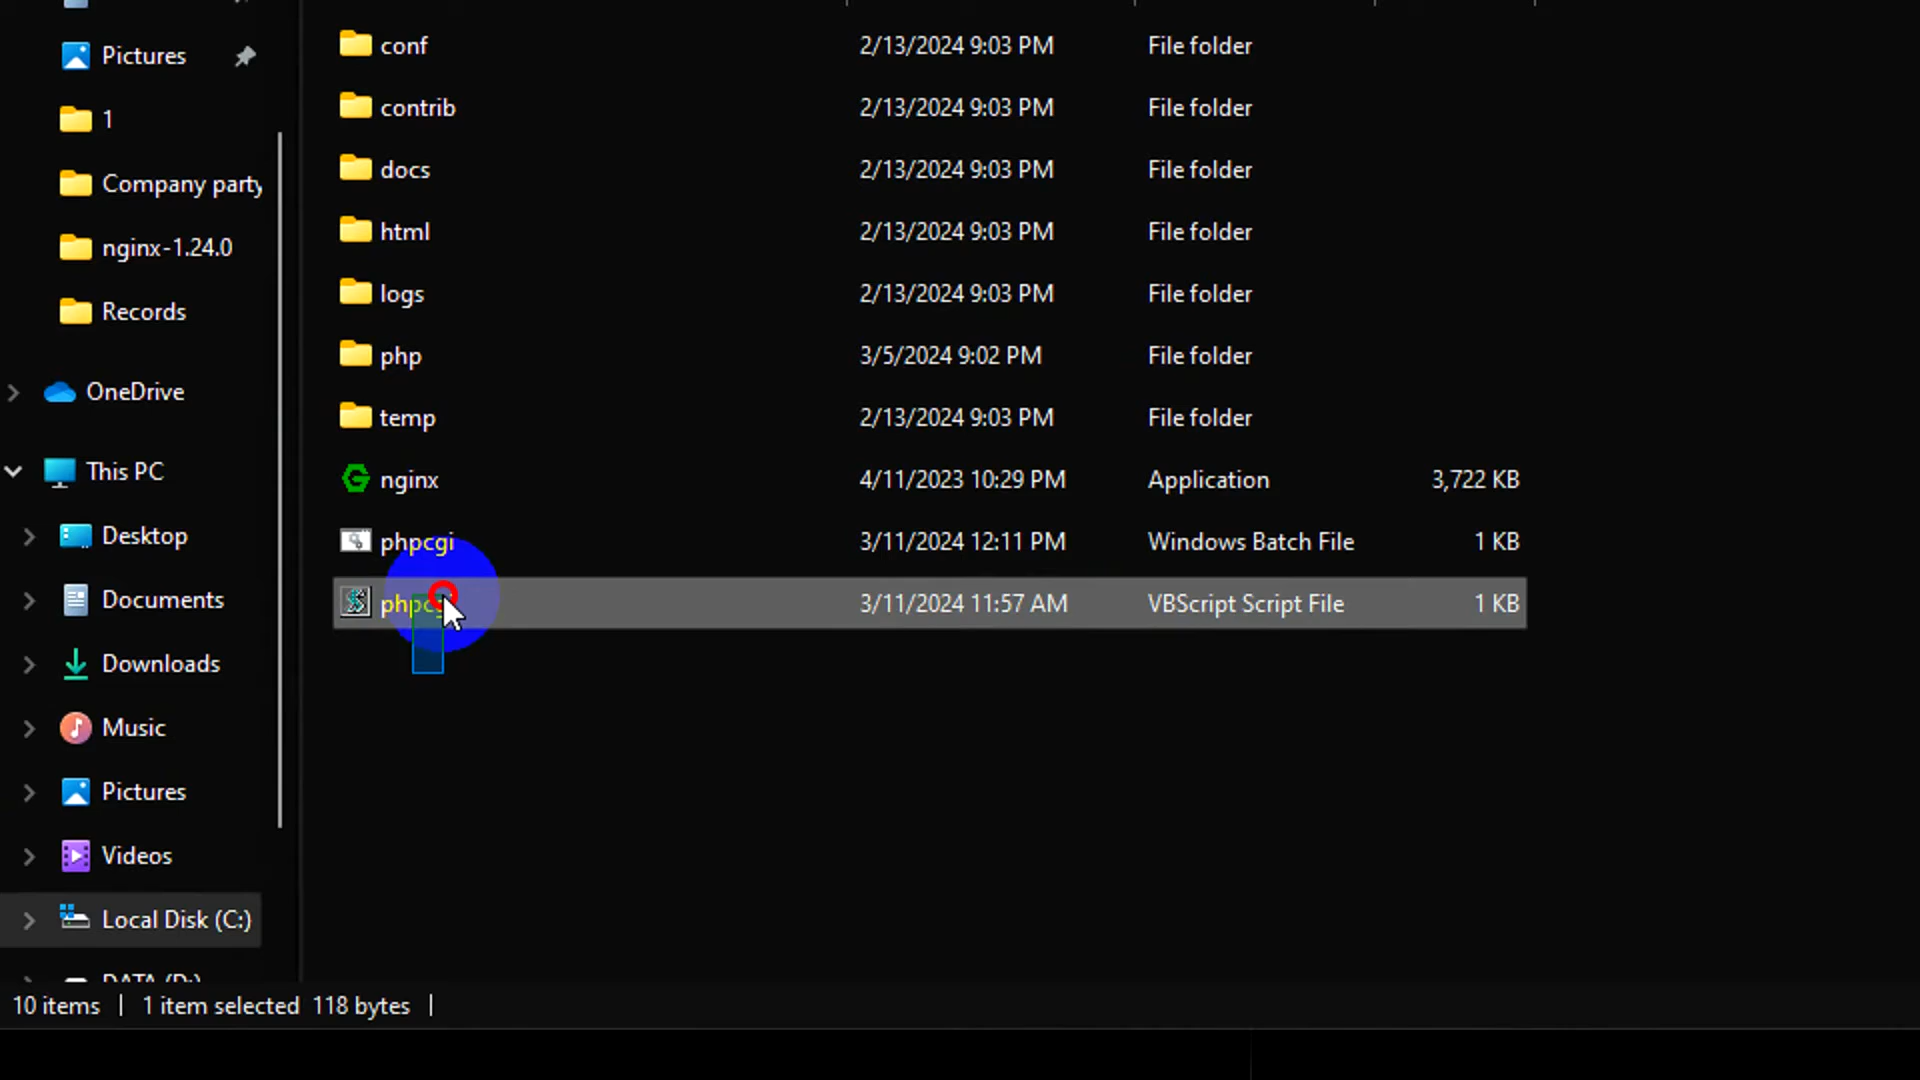 Pictures
1
Company party
nginx-1.24.0
Records
OneDrive
This PC
Desktop
Documents
Downloads
Music
Pictures
Videos
Local Disk (C:)
DATA (D:)
conf 2/13/2024 9:03 PM File folder
contrib 2/13/2024 9:03 PM File folder
docs 2/13/2024 9:03 PM File folder
html 2/13/2024 9:03 PM File folder
logs 2/13/2024 9:03 PM File folder
php 3/5/2024 9:02 PM File folder
temp 2/13/2024 9:03 PM File folder
nginx 4/11/2023 10:29 PM Application 3,722 KB
phpcgi 3/11/2024 12:11 PM Windows Batch File 1 KB
phpcgi 3/11/2024 11:57 AM VBScript Script File 1 KB
10 items | 1 item selected 118 bytes |